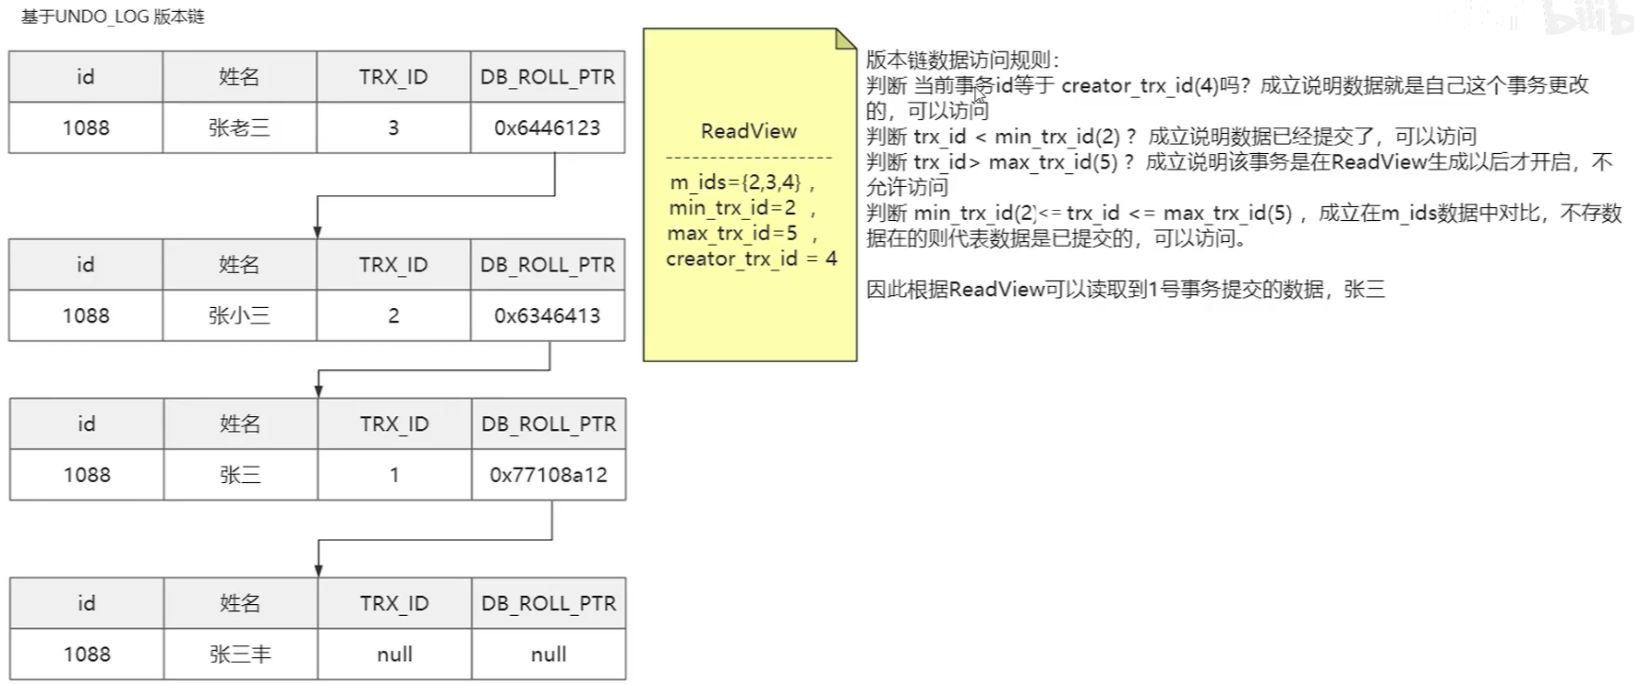 基于UNDO_LOG 版本链
id 姓名 TRX_ID DB_ROLL_PTR
1088 张老三 3 0x6446123
id 姓名 TRX_ID DB_ROLL_PTR
1088 张小三 2 0x6346413
id 姓名 TRX_ID DB_ROLL_PTR
1088 张三 1 0x77108a12
id 姓名 TRX_ID DB_ROLL_PTR
1088 张三丰 null null
ReadView
m_ids={2,3,4} ,
min_trx_id=2 ,
max_trx_id=5 ,
creator_trx_id = 4
版本链数据访问规则：
判断 当前事务id等于 creator_trx_id(4)吗？成立说明数据就是自己这个事务更改
的，可以访问
判断 trx_id < min_trx_id(2) ？成立说明数据已经提交了，可以访问
判断 trx_id> max_trx_id(5) ？成立说明该事务是在ReadView生成以后才开启，不
允许访问
判断 min_trx_id(2)<= trx_id <= max_trx_id(5) ，成立在m_ids数据中对比，不存数
据在的则代表数据是已提交的，可以访问。
因此根据ReadView可以读取到1号事务提交的数据，张三